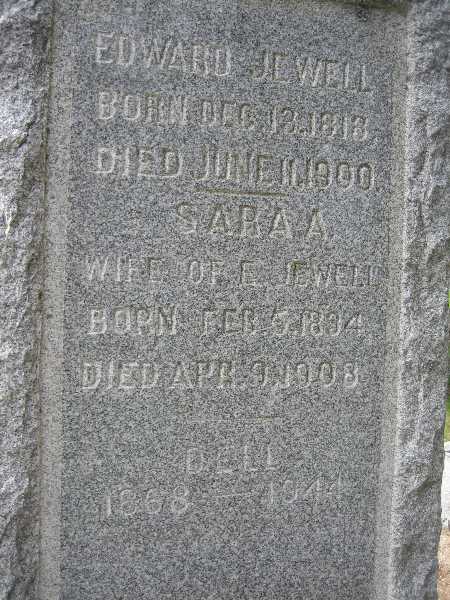 EDWARD JEWELL
BORN DEC. 13. 1818
DIED JUNE 11. 1900
SARA A
WIFE OF E. JEWELL
BORN FEB 5. 1834
DIED APR. 9. 1908
DELL
1868 — 1944